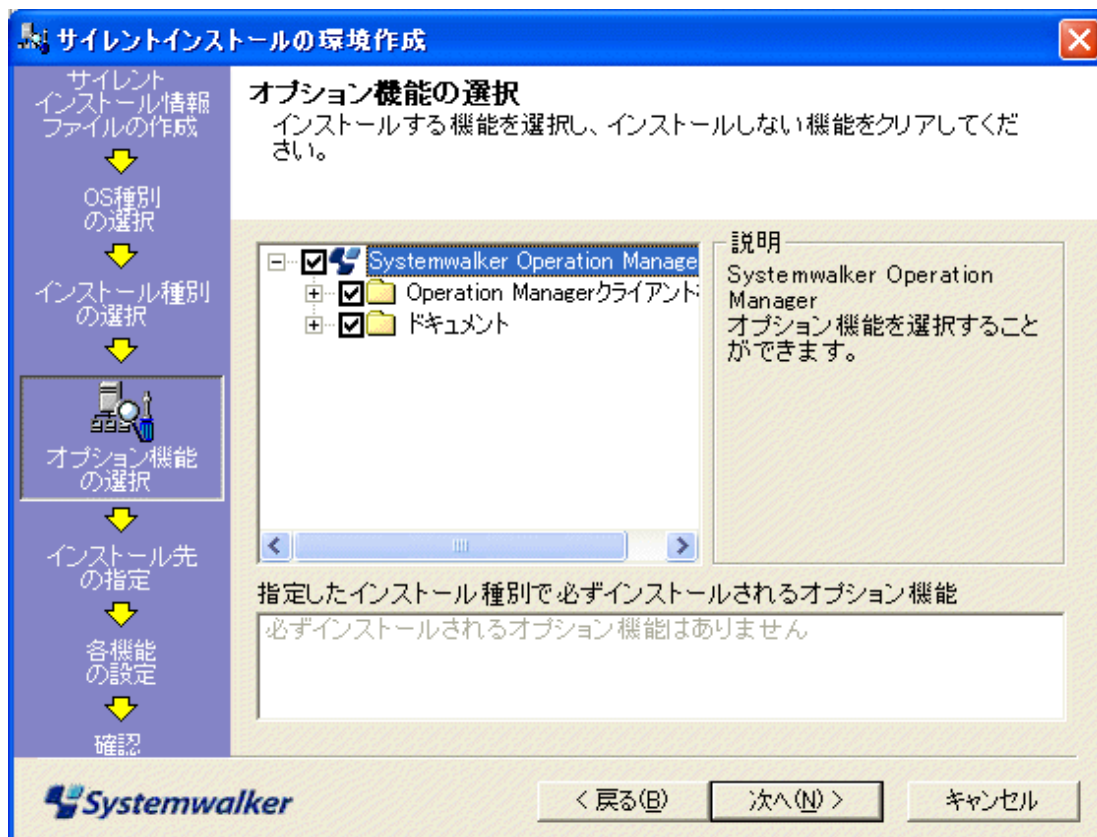 サイレントインストールの環境作成
サイレント
インストール情報
ファイルの作成
OS種別
の選択
インストール種別
の選択
オプション機能
の選択
インストール先
の指定
各機能
の設定
確認
オプション機能の選択
インストールする機能を選択し、インストールしない機能をクリアしてくだ
さい。
Systemwalker Operation Manage
Operation Managerクライアント
ドキュメント
説明
Systemwalker Operation
Manager
オプション機能を選択すること
ができます。
指定したインストール種別で必ずインストールされるオプション機能
必ずインストールされるオプション機能はありません
Systemwalker
< 戻る(B)
次へ(N) >
キャンセル